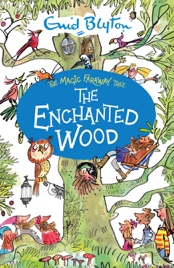 Enid Blyton
THE MAGIC FARAWAY TREE
THE
ENCHANTED
WOOD